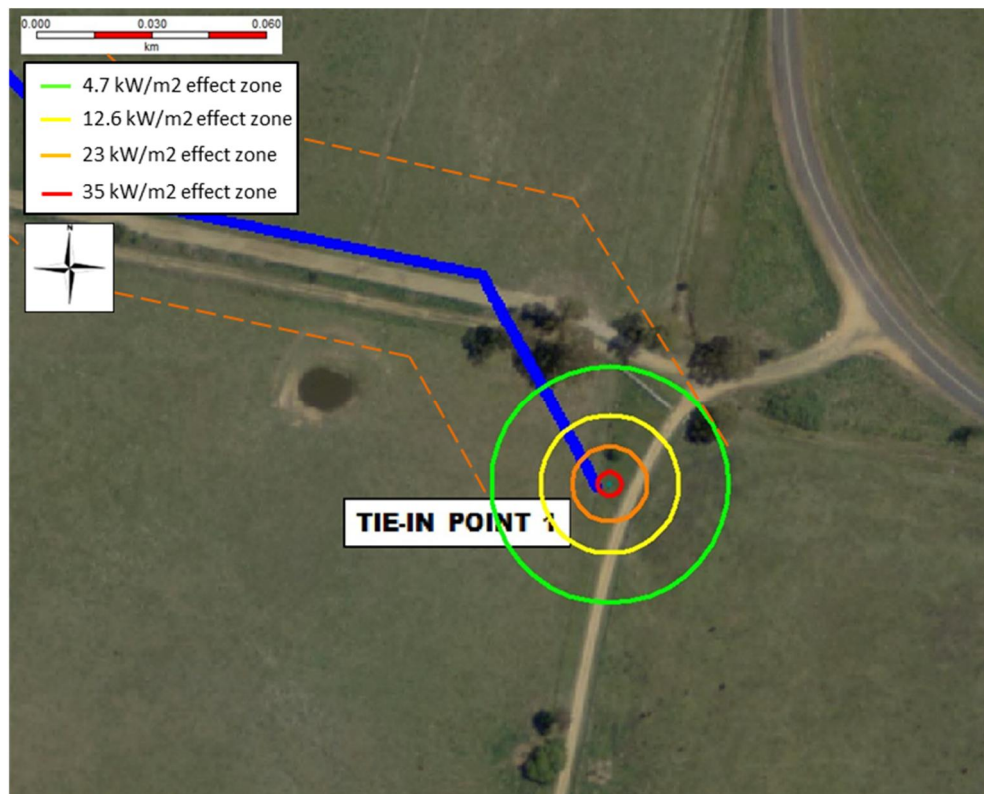 0.000 0.030 0.060
km
4.7 kW/m2 effect zone
12.6 kW/m2 effect zone
23 kW/m2 effect zone
35 kW/m2 effect zone
N
TIE-IN POINT 1